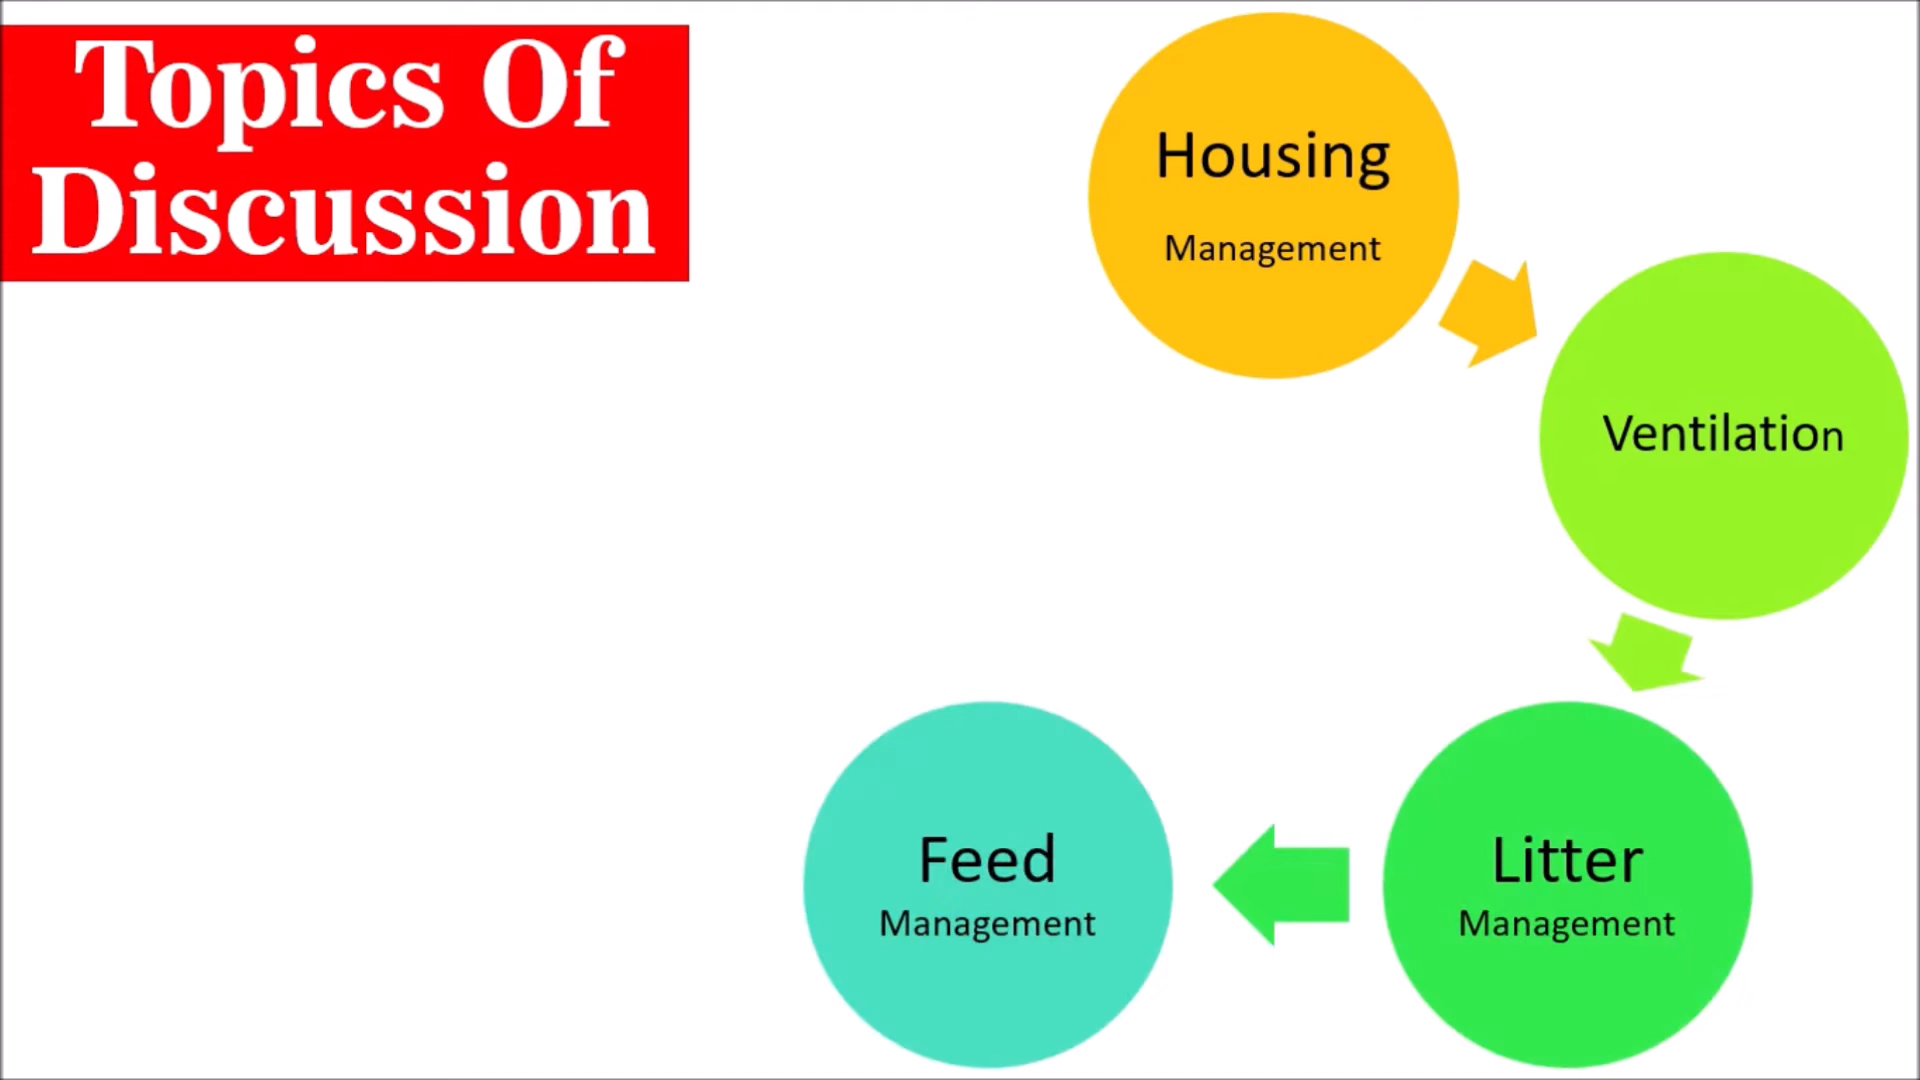 Topics Of
Discussion
Housing
Management
Ventilation
Litter
Management
Feed
Management